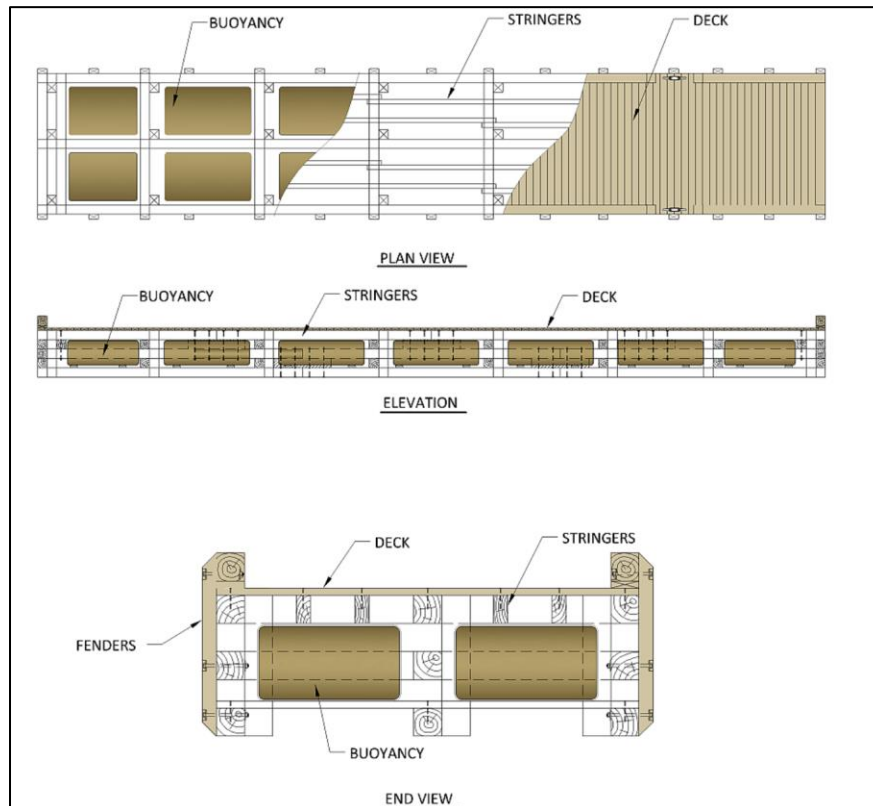 BUOYANCY
STRINGERS
DECK
PLAN VIEW
BUOYANCY
STRINGERS
DECK
ELEVATION
DECK
STRINGERS
FENDERS
BUOYANCY
END VIEW